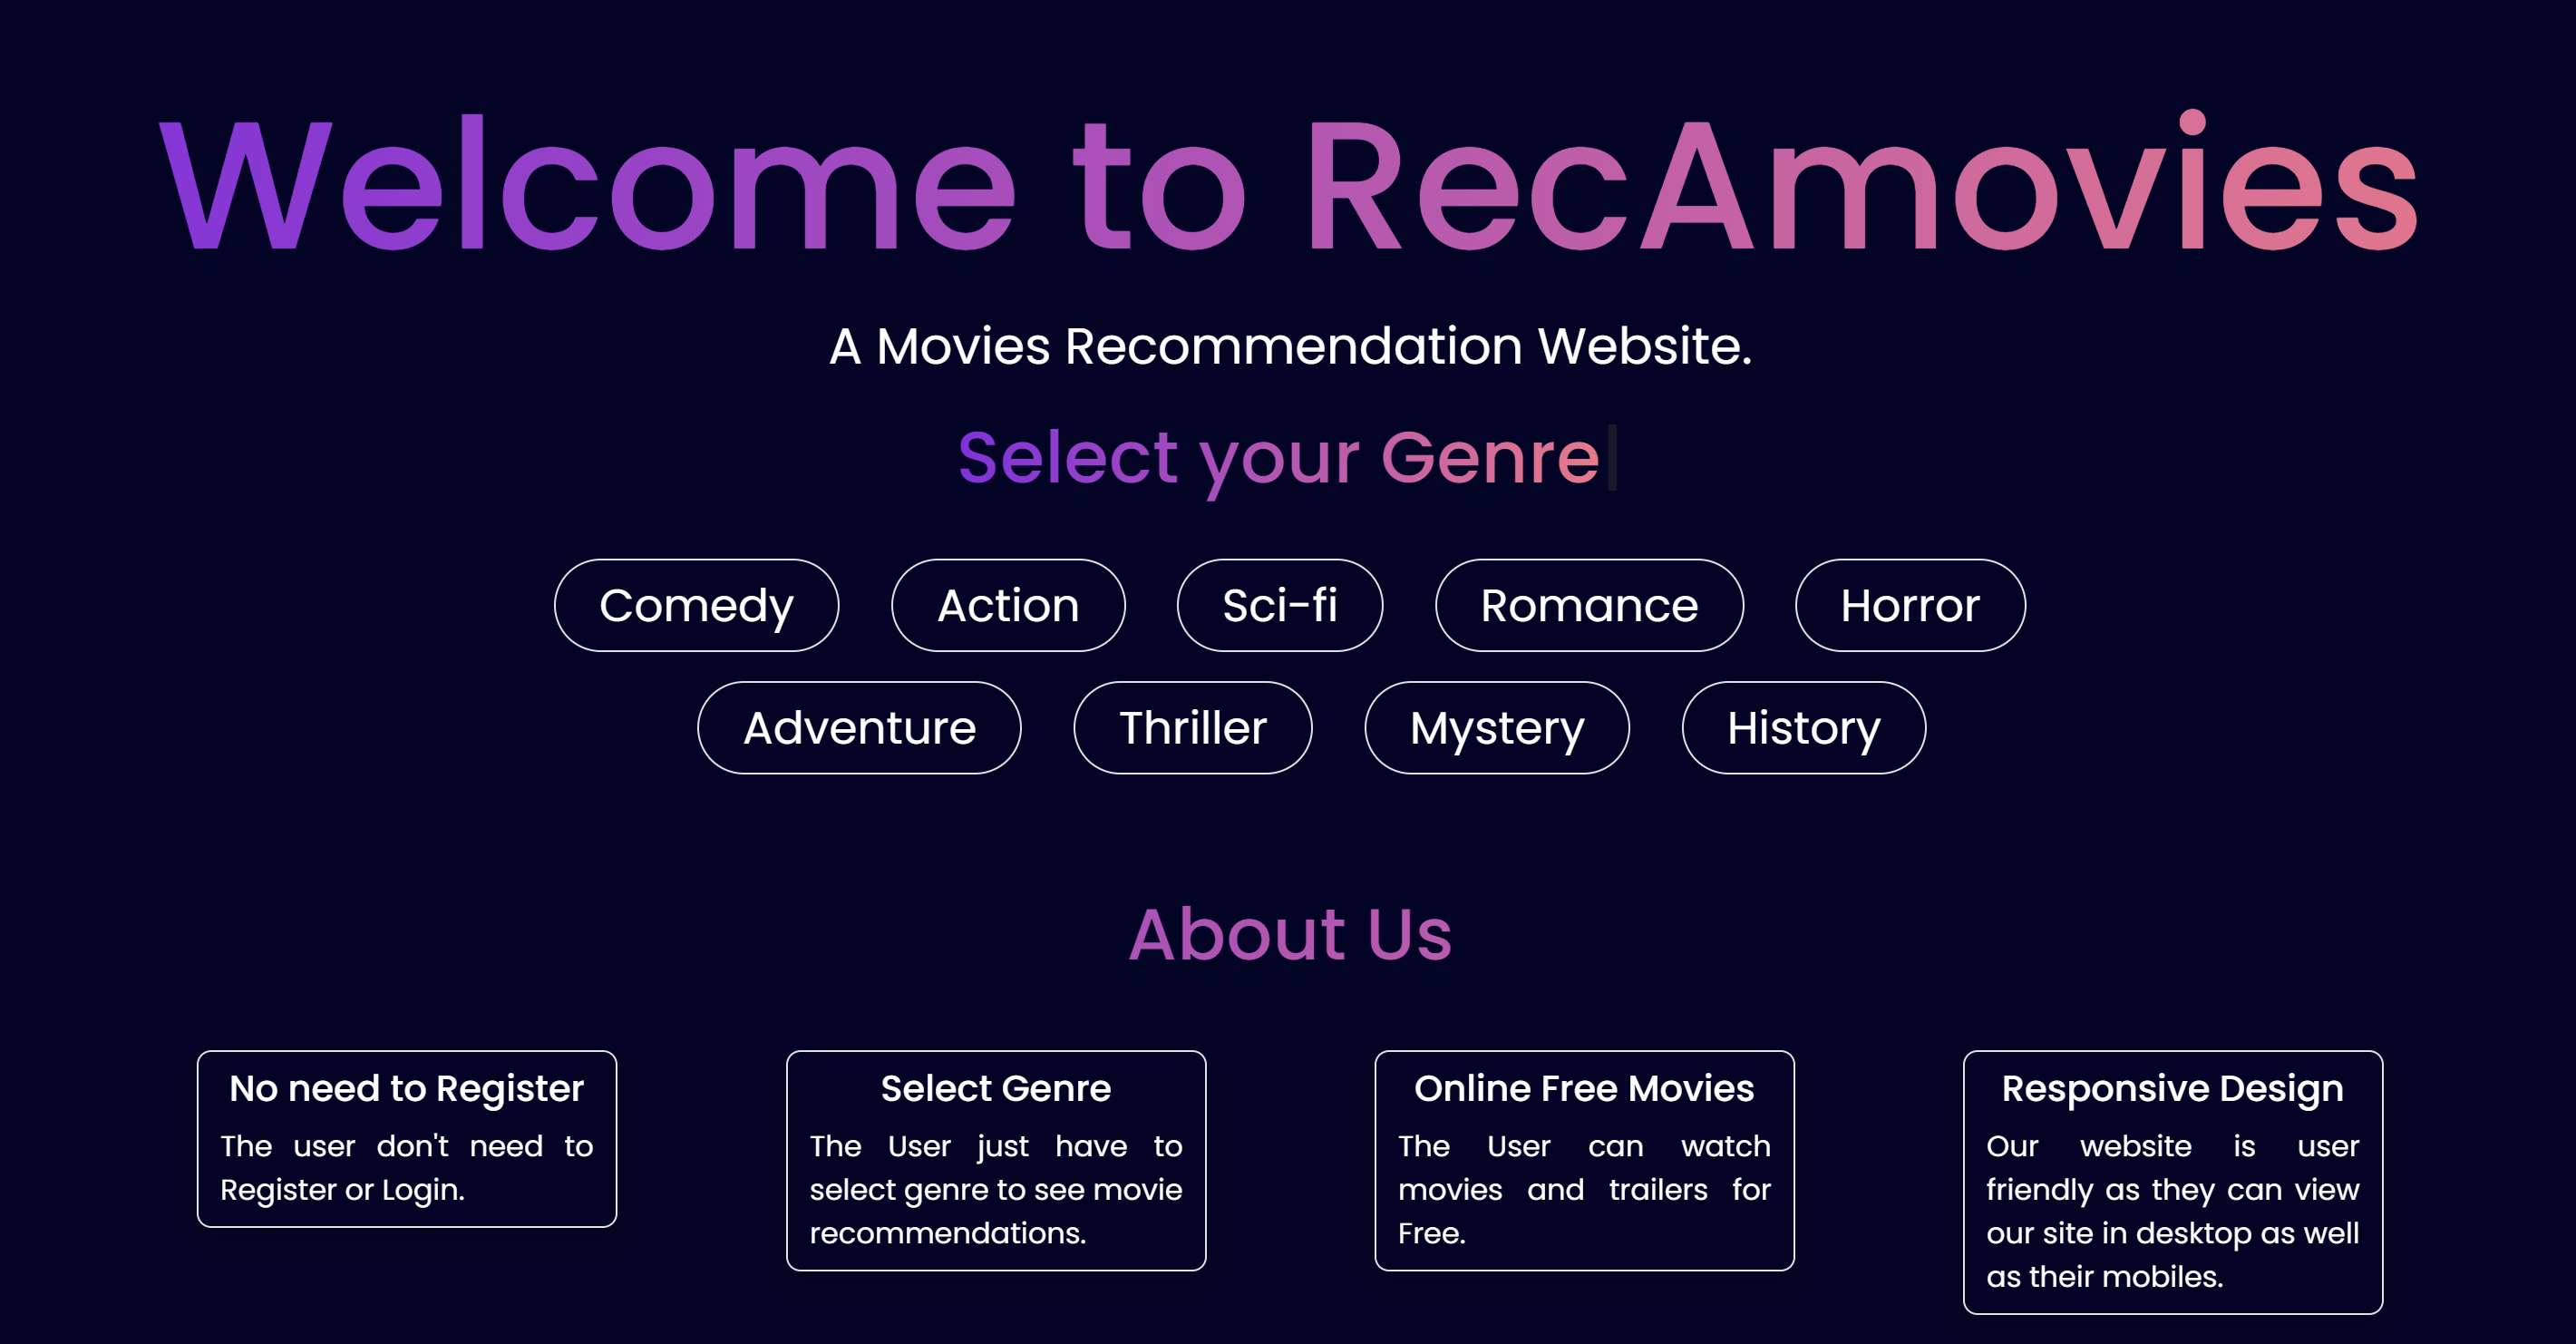 Welcome to RecAmovies
A Movies Recommendation Website.
Select your Genre
Comedy Action Sci-fi Romance Horror
Adventure Thriller Mystery History
About Us
No need to Register
The user don't need to
Register or Login.
Select Genre
The User just have to
select genre to see movie
recommendations.
Online Free Movies
The User can watch
movies and trailers for
Free.
Responsive Design
Our website is user
friendly as they can view
our site in desktop as well
as their mobiles.